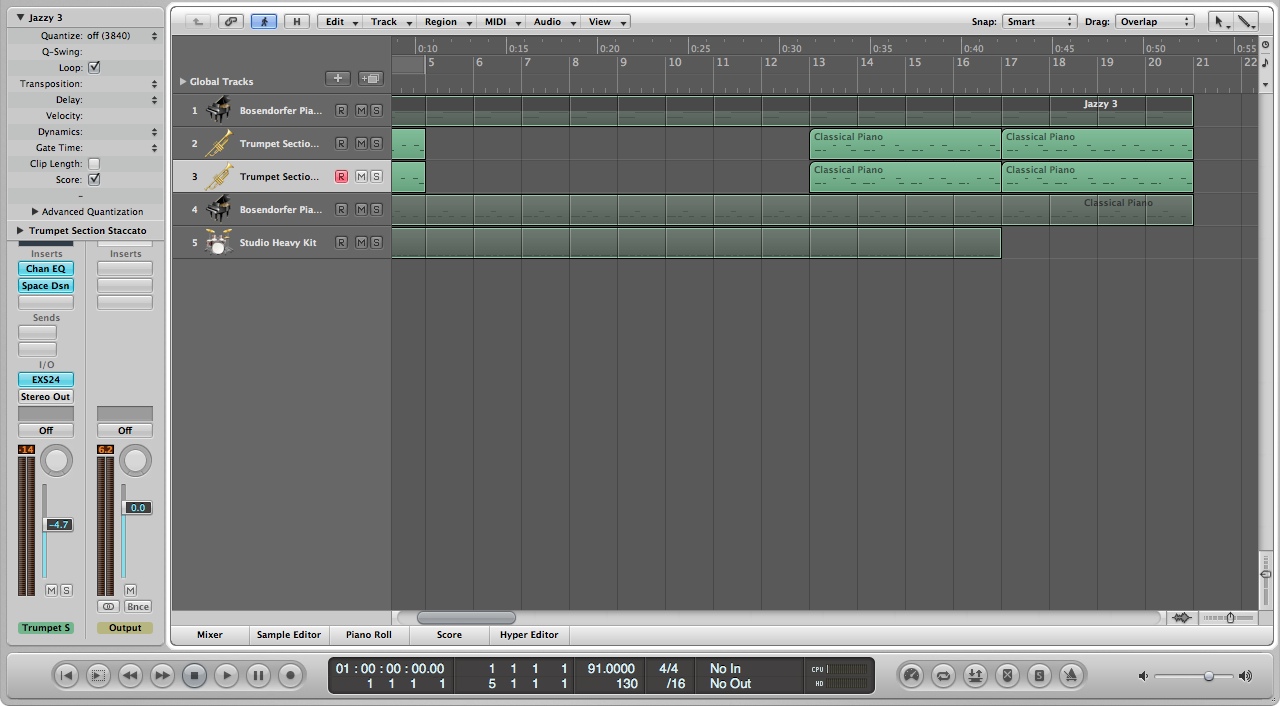 Jazzy 3
Quantize: off (3840)
Q-Swing:
Loop:
Transposition:
Delay:
Velocity:
Dynamics:
Gate Time:
Clip Length:
Score:
–
Advanced Quantization
Trumpet Section Staccato
Inserts Inserts
Chan EQ
Space Dsn
Sends
I/O
EXS24
Stereo Out
Off Off
-14 6.2
-4.7 0.0
M S M
Bnce
Trumpet S Output
H Edit Track Region MIDI Audio View Snap: Smart Drag: Overlap
0:10 0:15 0:20 0:25 0:30 0:35 0:40 0:45 0:50 0:55
5 6 7 8 9 10 11 12 13 14 15 16 17 18 19 20 21 22
Global Tracks
1 Bosendorfer Pia... R M S Jazzy 3
2 Trumpet Sectio... R M S Classical Piano Classical Piano
3 Trumpet Sectio... R M S Classical Piano Classical Piano
4 Bosendorfer Pia... R M S Classical Piano
5 Studio Heavy Kit R M S
Mixer Sample Editor Piano Roll Score Hyper Editor
01 : 00 : 00 : 00.00 1 1 1 1 91.0000 4/4 No In CPU
1 1 1 1 5 1 1 1 130 /16 No Out HD
S